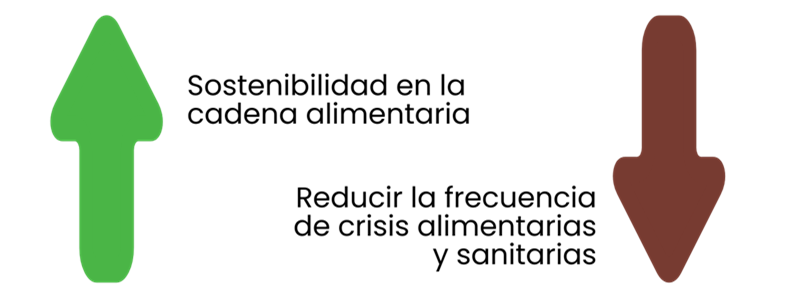 Sostenibilidad en la
cadena alimentaria
Reducir la frecuencia
de crisis alimentarias
y sanitarias